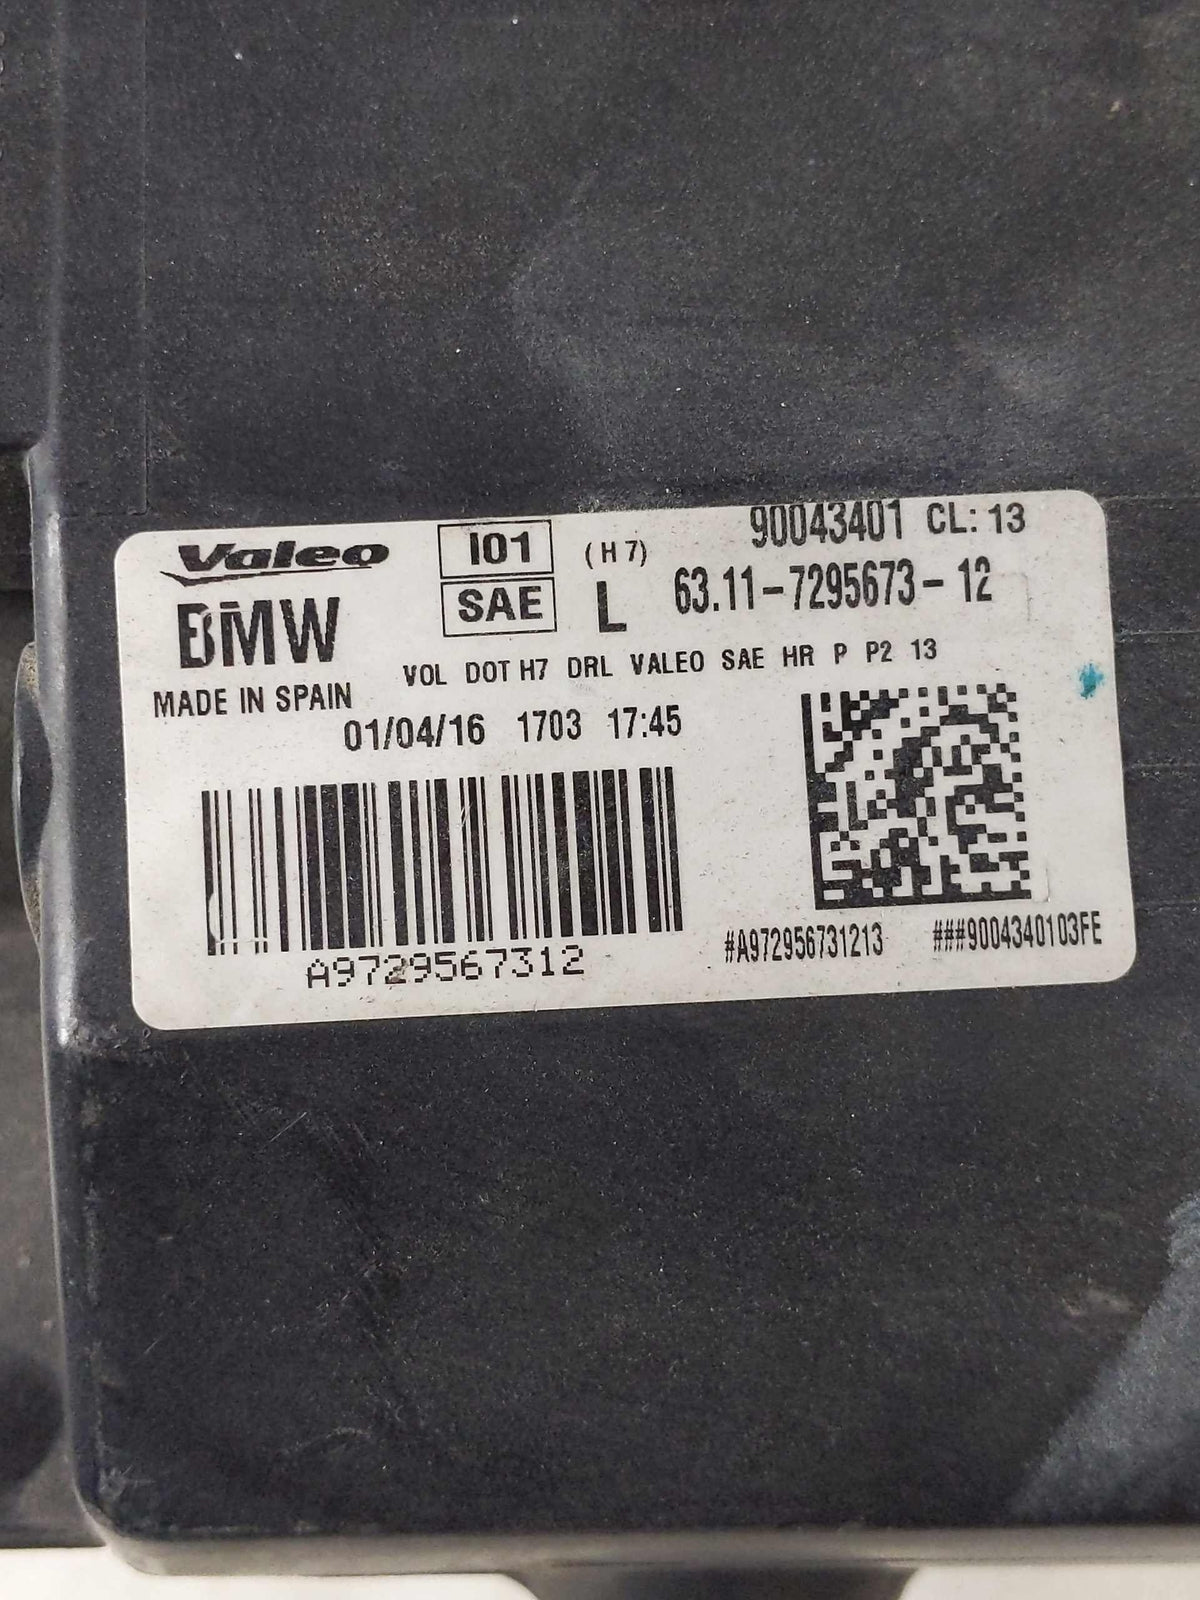 Valeo I01 (H7) 90043401 CL: 13
BMW SAE L 63.11-7295673-12
MADE IN SPAIN VOL DOT H7 DRL VALEO SAE HR P P2 13
01/04/16 1703 17:45
A9729567312 #A972956731213 ###9004340103FE